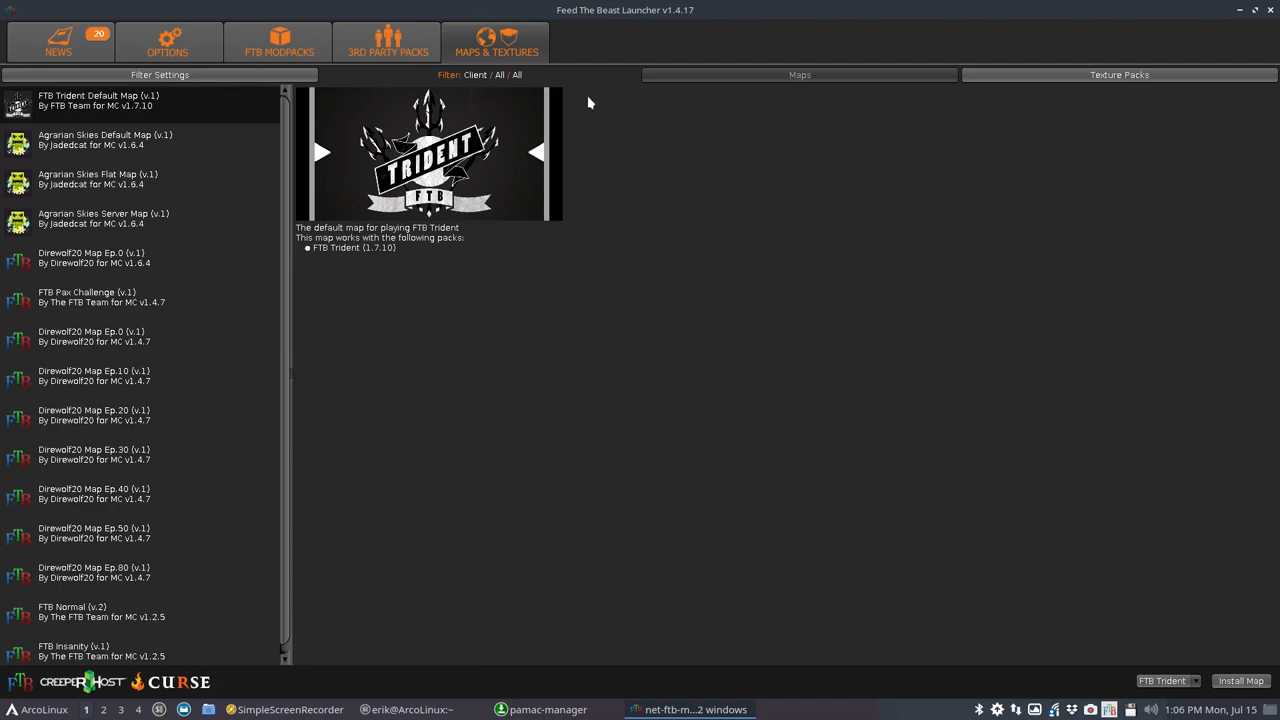 Feed The Beast Launcher v1.4.17
NEWS
20
OPTIONS
FTB MODPACKS
3RD PARTY PACKS
MAPS & TEXTURES
Filter Settings
Filter: Client / All / All
Maps
Texture Packs
FTB Trident Default Map (v.1)
By FTB Team for MC v1.7.10
Agrarian Skies Default Map (v.1)
By Jadedcat for MC v1.6.4
Agrarian Skies Flat Map (v.1)
By Jadedcat for MC v1.6.4
Agrarian Skies Server Map (v.1)
By Jadedcat for MC v1.6.4
Direwolf20 Map Ep.0 (v.1)
By Direwolf20 for MC v1.6.4
FTB Pax Challenge (v.1)
By The FTB Team for MC v1.4.7
Direwolf20 Map Ep.0 (v.1)
By Direwolf20 for MC v1.4.7
Direwolf20 Map Ep.10 (v.1)
By Direwolf20 for MC v1.4.7
Direwolf20 Map Ep.20 (v.1)
By Direwolf20 for MC v1.4.7
Direwolf20 Map Ep.30 (v.1)
By Direwolf20 for MC v1.4.7
Direwolf20 Map Ep.40 (v.1)
By Direwolf20 for MC v1.4.7
Direwolf20 Map Ep.50 (v.1)
By Direwolf20 for MC v1.4.7
Direwolf20 Map Ep.80 (v.1)
By Direwolf20 for MC v1.4.7
FTB Normal (v.2)
By The FTB Team for MC v1.2.5
FTB Insanity (v.1)
By The FTB Team for MC v1.2.5
TRIDENT
FTB
The default map for playing FTB Trident
This map works with the following packs:
FTB Trident (1.7.10)
FTB
CREEPERHOST
CURSE
FTB Trident
Install Map
ArcoLinux
1
2
3
4
SimpleScreenRecorder
erik@ArcoLinux:~
pamac-manager
net-ftb-m...2 windows
1:06 PM Mon, Jul 15